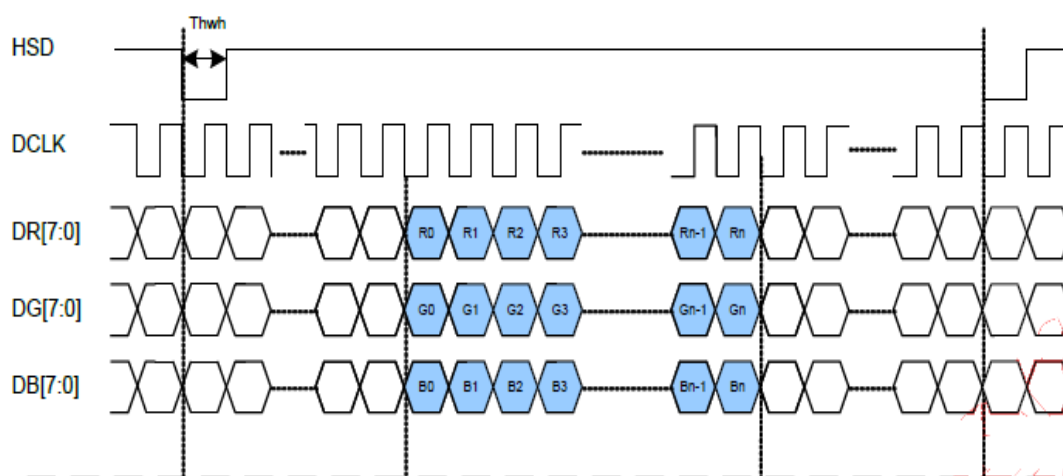 Thwh
HSD
DCLK
DR[7:0] R0 R1 R2 R3 Rn-1 Rn
DG[7:0] G0 G1 G2 G3 Gn-1 Gn
DB[7:0] B0 B1 B2 B3 Bn-1 Bn